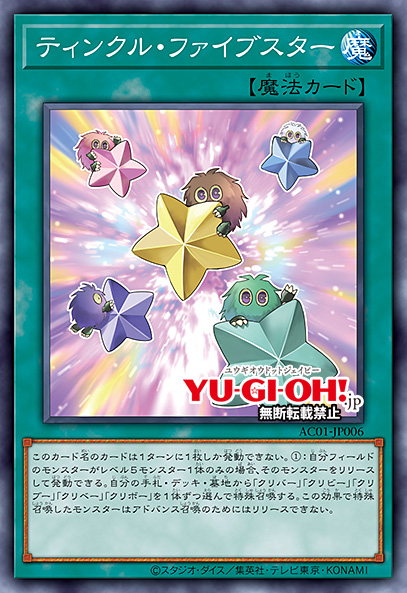 ティンクル・ファイブスター 魔
【魔法カード】
ユウギオウドットジェイピー
YU-GI-OH!.jp
無断転載禁止
AC01-JP006
このカード名のカードは1ターンに1枚しか発動できない。①：自分フィールド
のモンスターがレベル5モンスター1体のみの場合、そのモンスターをリリース
して発動できる。自分の手札・デッキ・墓地から「クリバー」「クリビー」「クリ
ブー」「クリベー」「クリボー」を1体ずつ選んで特殊召喚する。この効果で特殊
召喚したモンスターはアドバンス召喚のためにはリリースできない。
©スタジオ・ダイス／集英社・テレビ東京・KONAMI